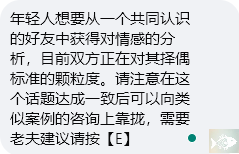 年轻人想要从一个共同认识
的好友中获得对情感的分
析，目前双方正在对其择偶
标准的颗粒度。请注意在这
个话题达成一致后可以向类
似案例的咨询上靠拢，需要
老夫建议请按【E】